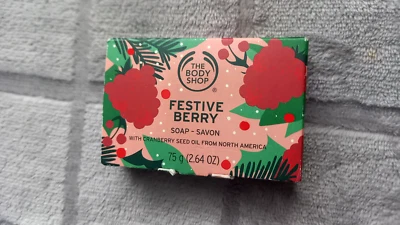 THE
BODY
SHOP
®
FESTIVE
BERRY
SOAP - SAVON
WITH CRANBERRY SEED OIL FROM NORTH AMERICA
75 g (2.64 OZ)